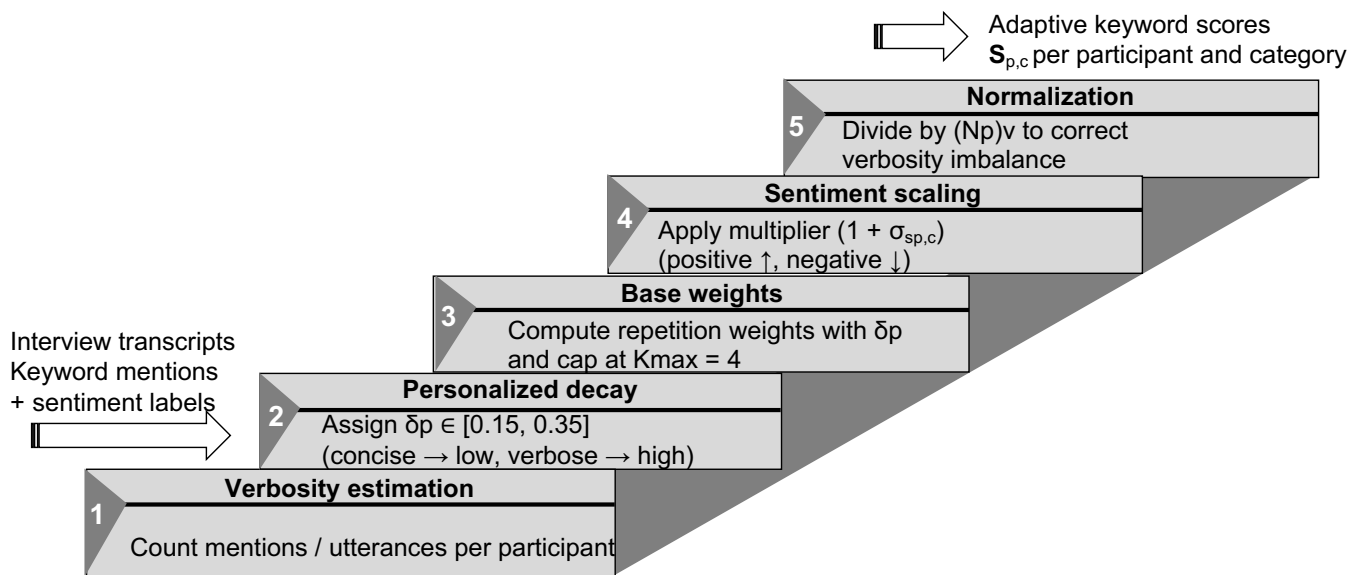 Adaptive keyword scores
Sp,c per participant and category
Normalization
5
Divide by (Np)v to correct
verbosity imbalance
Sentiment scaling
4
Apply multiplier (1 + σsp,c)
(positive ↑, negative ↓)
Base weights
3
Compute repetition weights with δp
and cap at Kmax = 4
Interview transcripts
Keyword mentions
+ sentiment labels
Personalized decay
2
Assign δp ∈ [0.15, 0.35]
(concise → low, verbose → high)
Verbosity estimation
1
Count mentions / utterances per participant